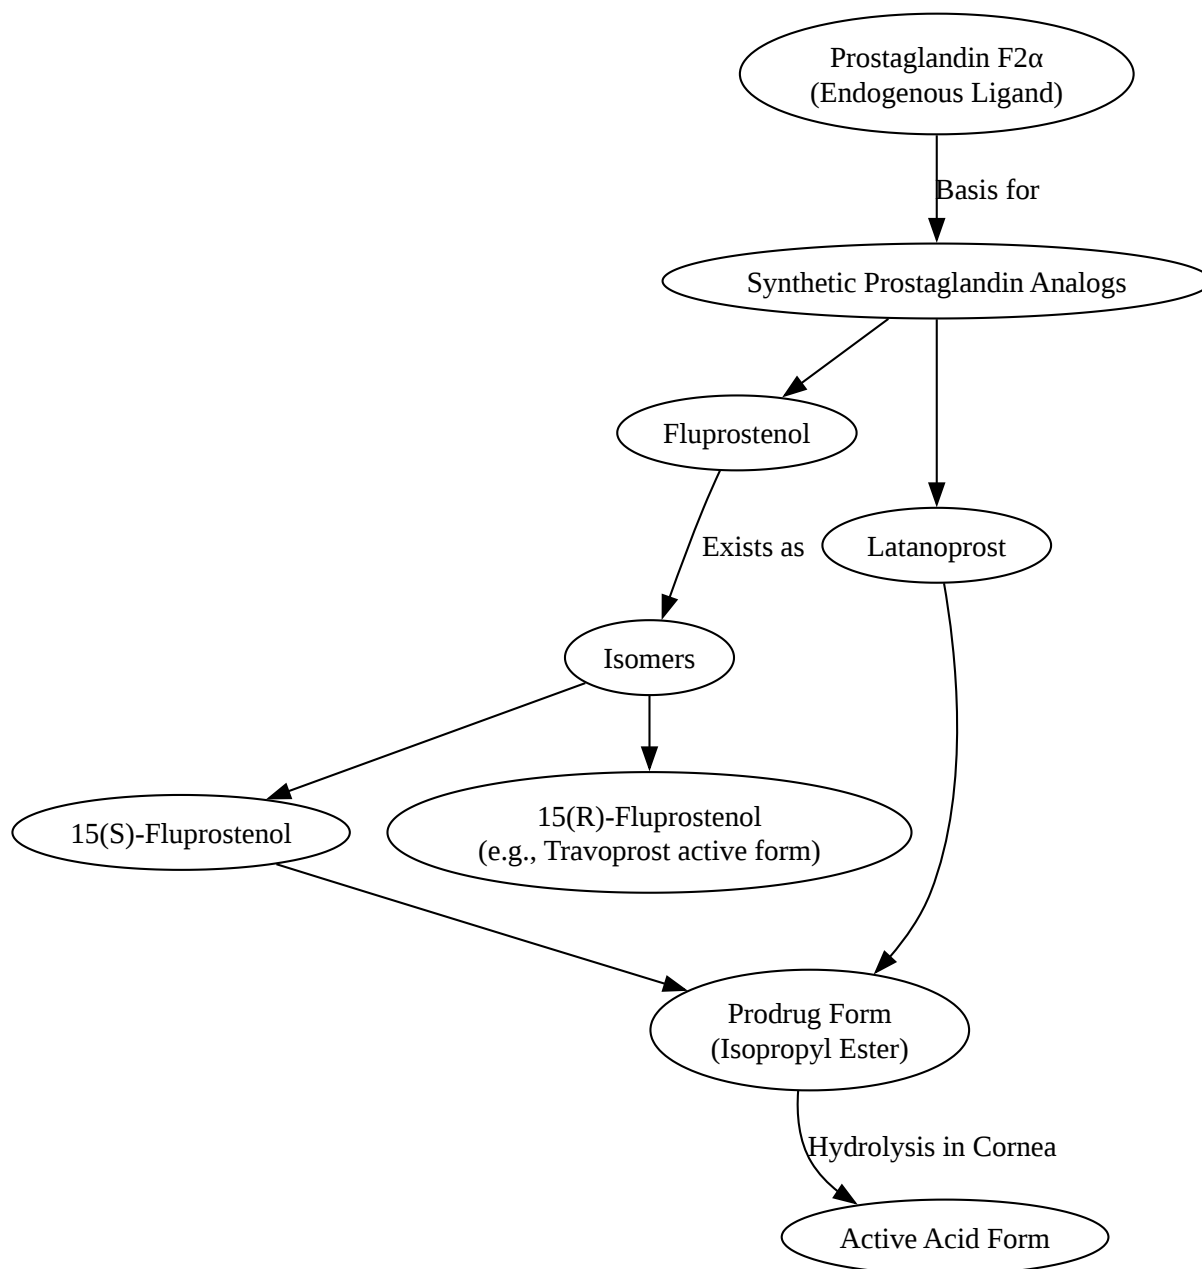 Prostaglandin F2α
(Endogenous Ligand)
Basis for
Synthetic Prostaglandin Analogs
Fluprostenol
Exists as
Latanoprost
Isomers
15(S)-Fluprostenol
15(R)-Fluprostenol
(e.g., Travoprost active form)
Prodrug Form
(Isopropyl Ester)
Hydrolysis in Cornea
Active Acid Form